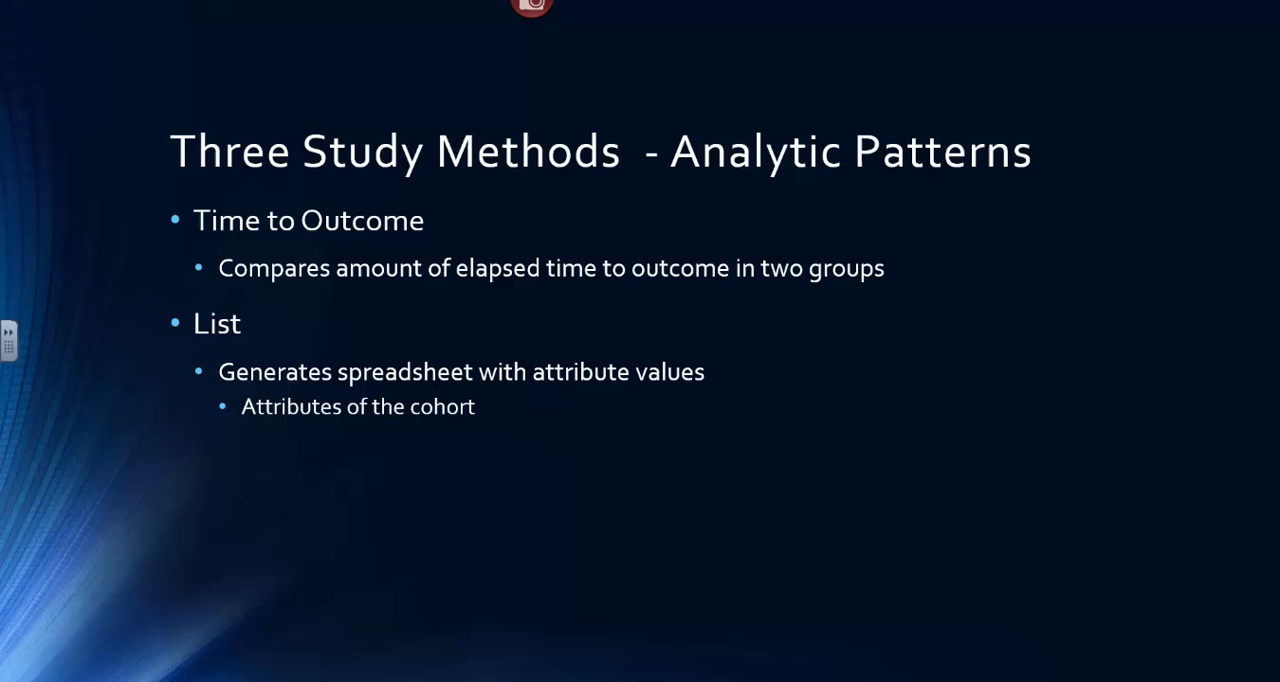 Three Study Methods - Analytic Patterns
• Time to Outcome
• Compares amount of elapsed time to outcome in two groups
• List
• Generates spreadsheet with attribute values
• Attributes of the cohort